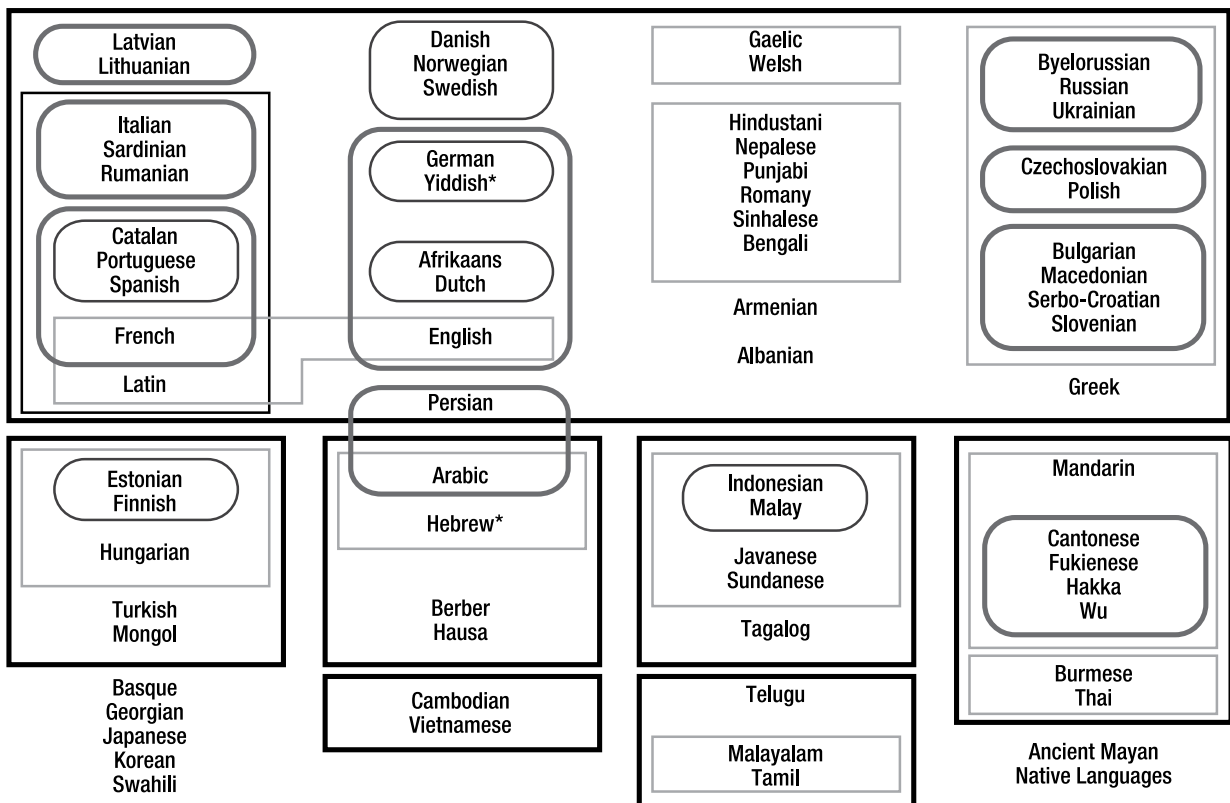 Latvian
Lithuanian
Italian
Sardinian
Rumanian
Catalan
Portuguese
Spanish
French
Latin
Danish
Norwegian
Swedish
German
Yiddish*
Afrikaans
Dutch
English
Persian
Gaelic
Welsh
Hindustani
Nepalese
Punjabi
Romany
Sinhalese
Bengali
Armenian
Albanian
Byelorussian
Russian
Ukrainian
Czechoslovakian
Polish
Bulgarian
Macedonian
Serbo-Croatian
Slovenian
Greek
Estonian
Finnish
Hungarian
Turkish
Mongol
Arabic
Hebrew*
Berber
Hausa
Indonesian
Malay
Javanese
Sundanese
Tagalog
Mandarin
Cantonese
Fukienese
Hakka
Wu
Burmese
Thai
Basque
Georgian
Japanese
Korean
Swahili
Cambodian
Vietnamese
Telugu
Malayalam
Tamil
Ancient Mayan
Native Languages